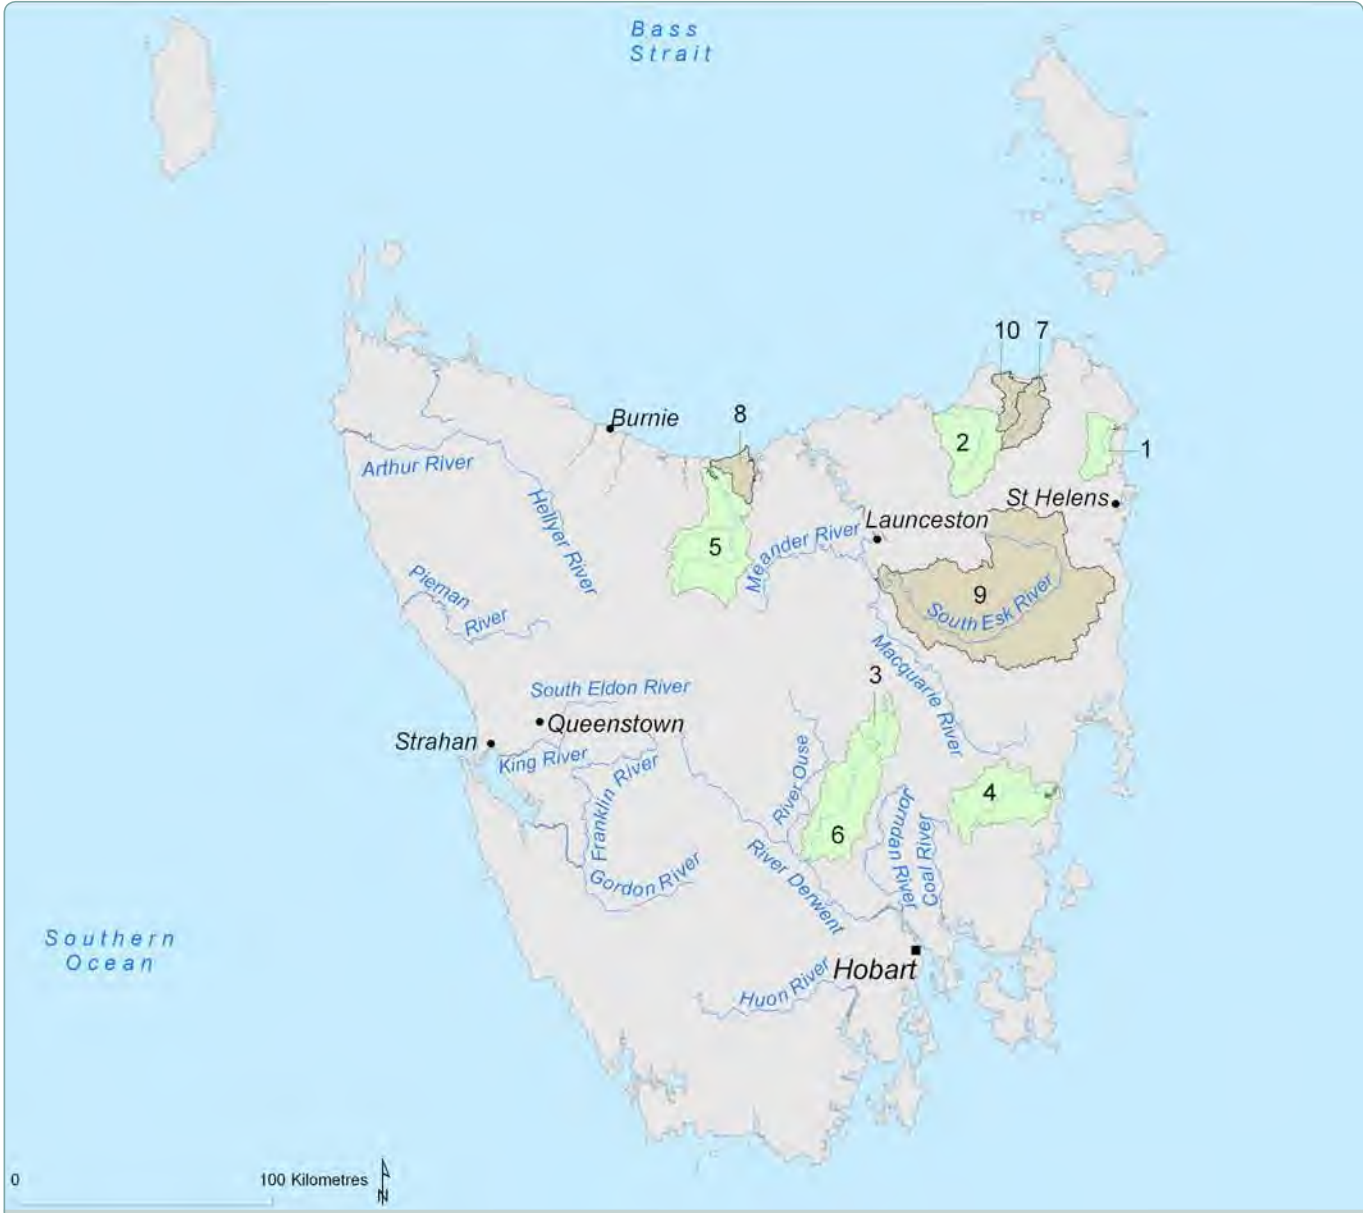 Bass
Strait
10
7
Burnie
8
2
1
Arthur River
St Helens
Hellyer River
Launceston
5
Meander River
9
South Esk River
Pieman
River
Macquarie River
3
South Eldon River
Queenstown
Strahan
King River
River Ouse
Franklin River
4
Jordan River
Coal River
6
River Derwent
Gordon River
Southern
Ocean
Hobart
Huon River
0
100 Kilometres
N